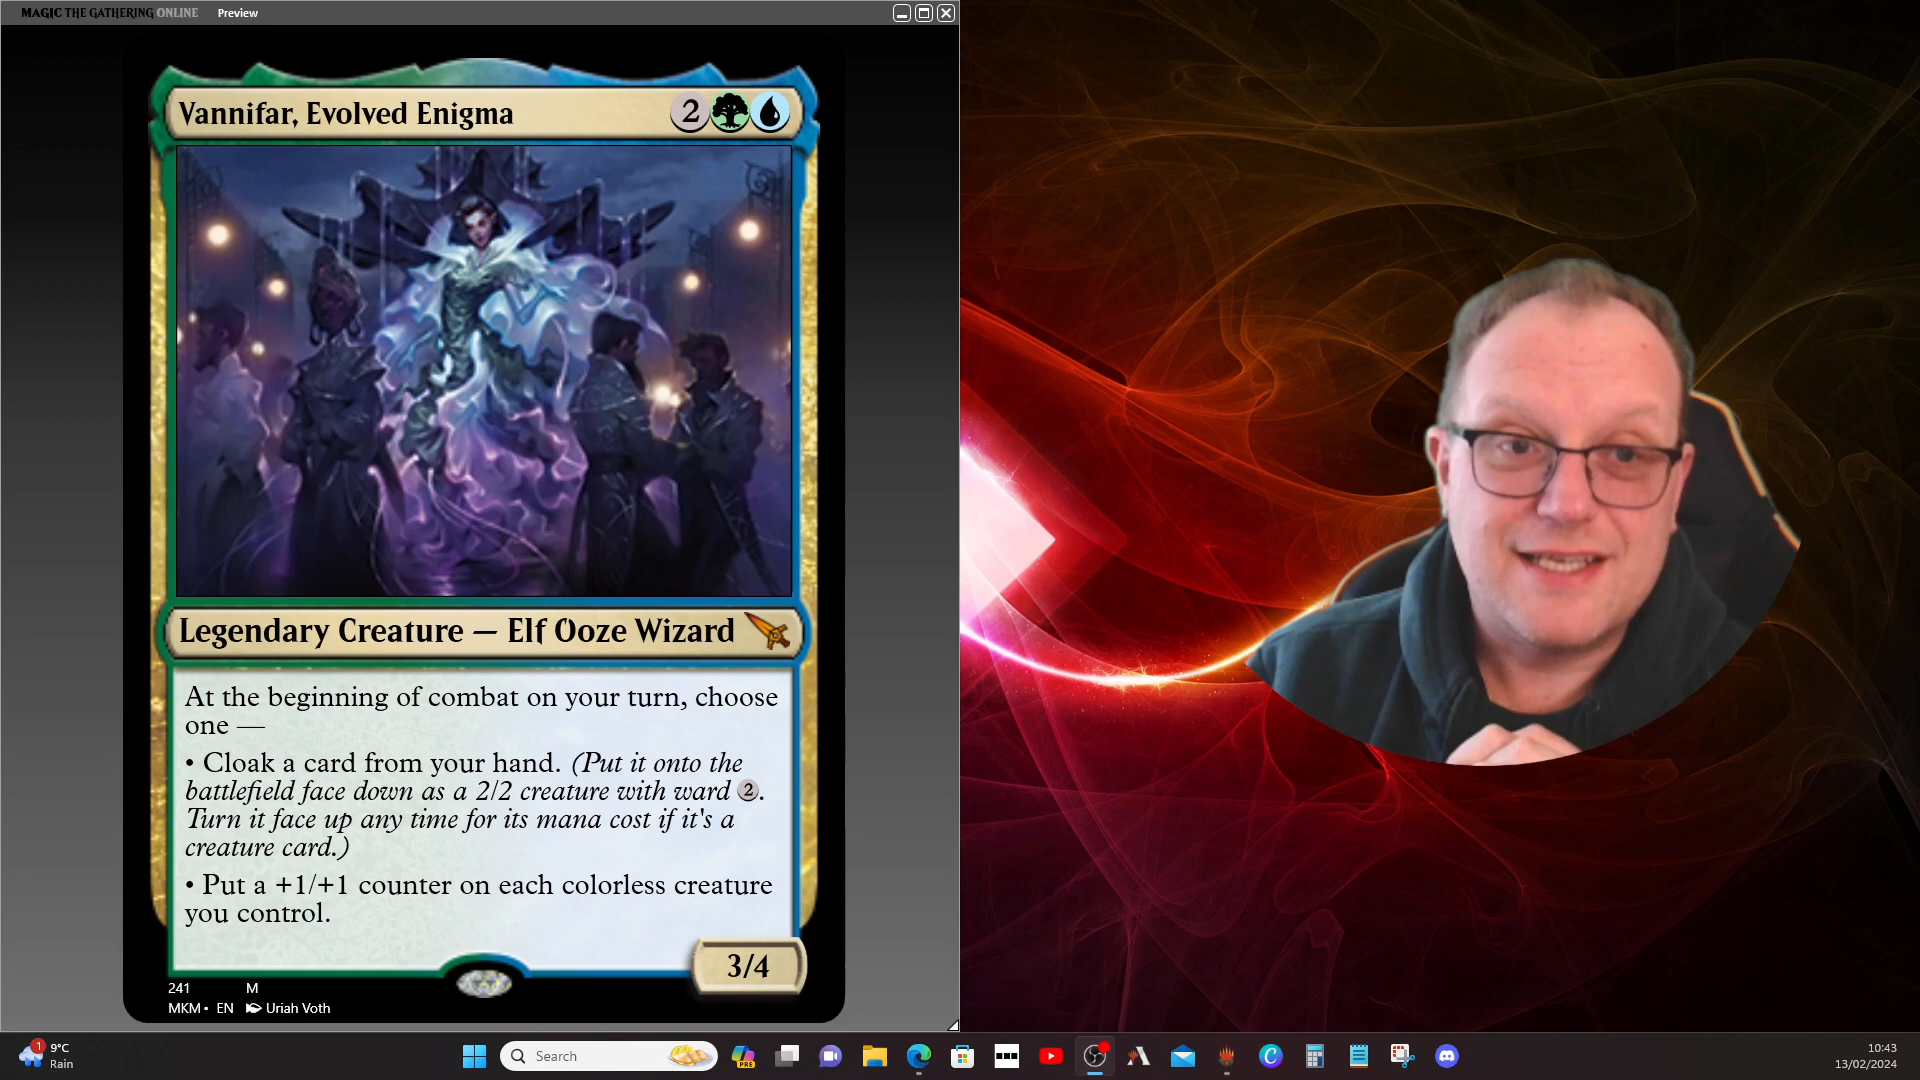 MAGIC THE GATHERING ONLINE Preview
Vannifar, Evolved Enigma 2
Legendary Creature — Elf Ooze Wizard
At the beginning of combat on your turn, choose
one —
• Cloak a card from your hand. (Put it onto the
battlefield face down as a 2/2 creature with ward 2.
Turn it face up any time for its mana cost if it's a
creature card.)
• Put a +1/+1 counter on each colorless creature
you control.
3/4
241 M
MKM • EN Uriah Voth
1 9°C
Rain
Search
PRE
10:43
13/02/2024